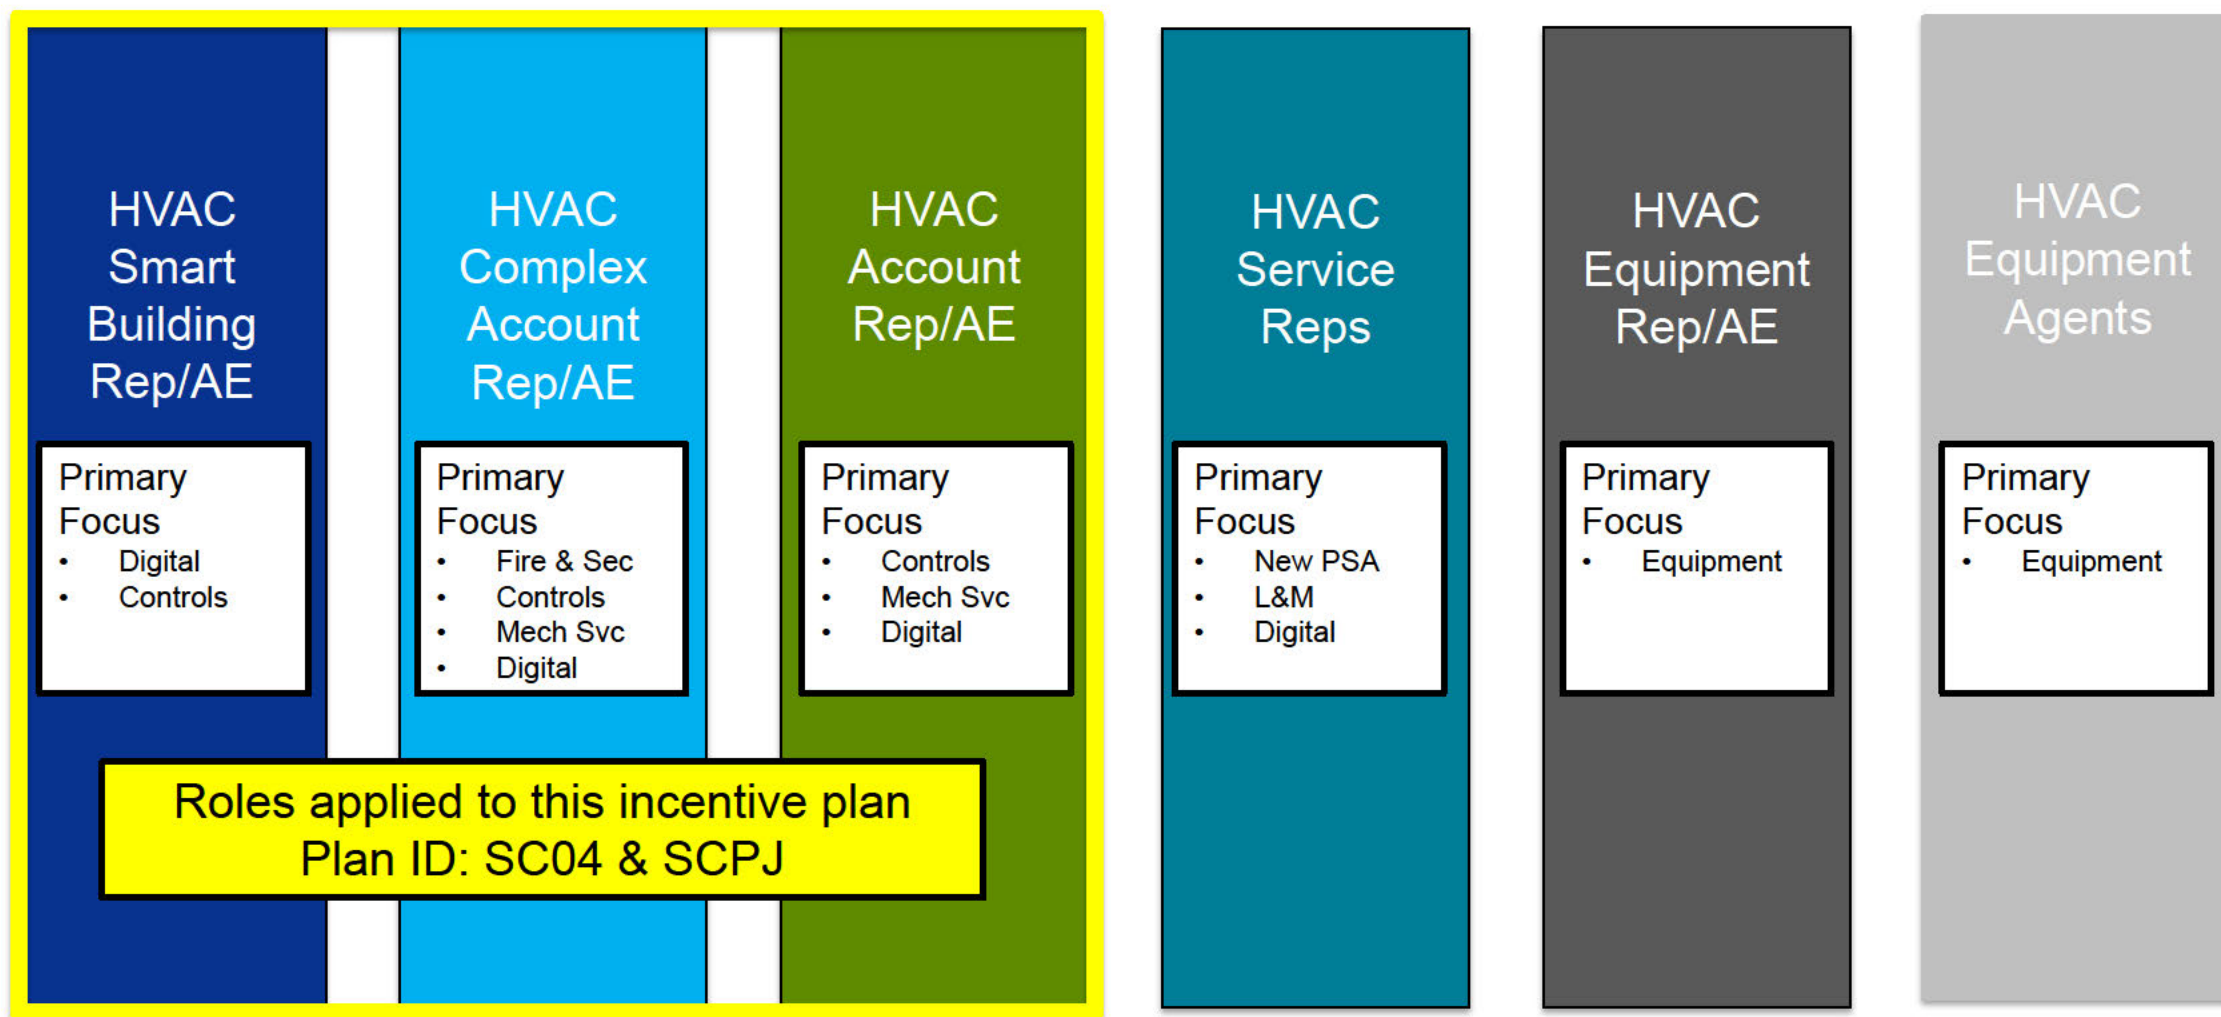 HVAC
Smart
Building
Rep/AE
Primary
Focus
• Digital
• Controls
HVAC
Complex
Account
Rep/AE
Primary
Focus
• Fire & Sec
• Controls
• Mech Svc
• Digital
HVAC
Account
Rep/AE
Primary
Focus
• Controls
• Mech Svc
• Digital
Roles applied to this incentive plan
Plan ID: SC04 & SCPJ
HVAC
Service
Reps
Primary
Focus
• New PSA
• L&M
• Digital
HVAC
Equipment
Rep/AE
Primary
Focus
• Equipment
HVAC
Equipment
Agents
Primary
Focus
• Equipment